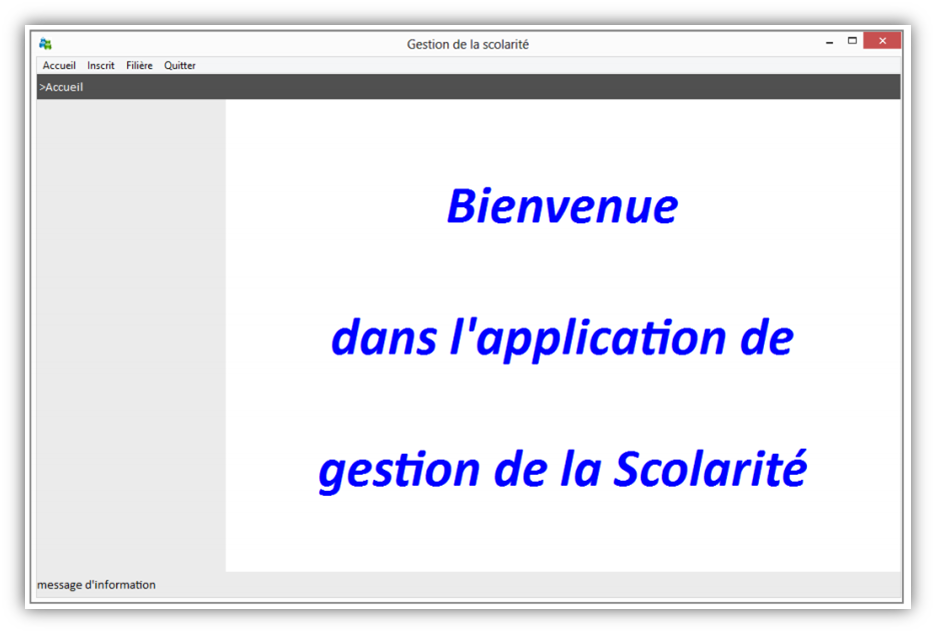 Gestion de la scolarité
Accueil Inscrit Filière Quitter
>Accueil
Bienvenue
dans l'application de
gestion de la Scolarité
message d'information